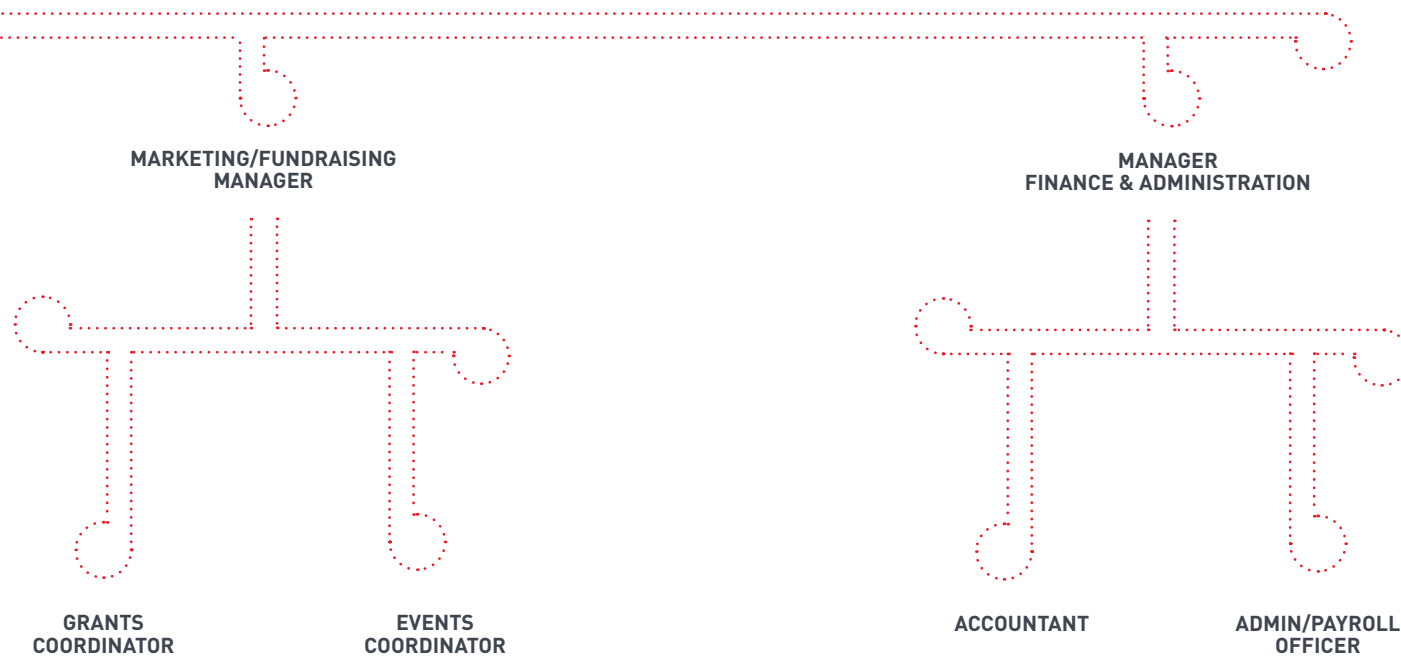 MARKETING/FUNDRAISING
MANAGER
MANAGER
FINANCE & ADMINISTRATION
GRANTS
COORDINATOR
EVENTS
COORDINATOR
ACCOUNTANT
ADMIN/PAYROLL
OFFICER